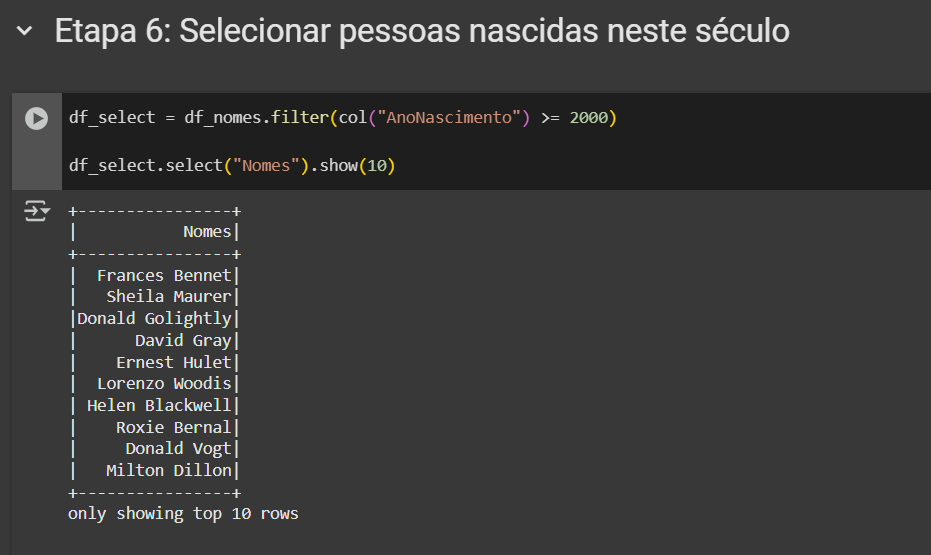 Etapa 6: Selecionar pessoas nascidas neste século
df_select = df_nomes.filter(col("AnoNascimento") >= 2000)
df_select.select("Nomes").show(10)
+----------------+
|           Nomes|
+----------------+
|  Frances Bennet|
|   Sheila Maurer|
|Donald Golightly|
|      David Gray|
|    Ernest Hulet|
|  Lorenzo Woodis|
| Helen Blackwell|
|    Roxie Bernal|
|     Donald Vogt|
|   Milton Dillon|
+----------------+
only showing top 10 rows